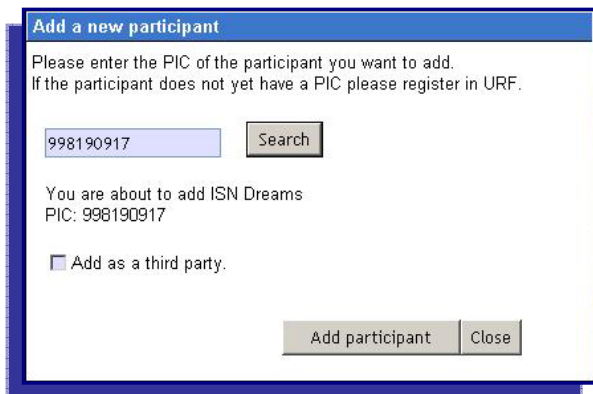 Add a new participant
Please enter the PIC of the participant you want to add.
If the participant does not yet have a PIC please register in URF.
998190917
Search
You are about to add ISN Dreams
PIC: 998190917
Add as a third party.
Add participant
Close